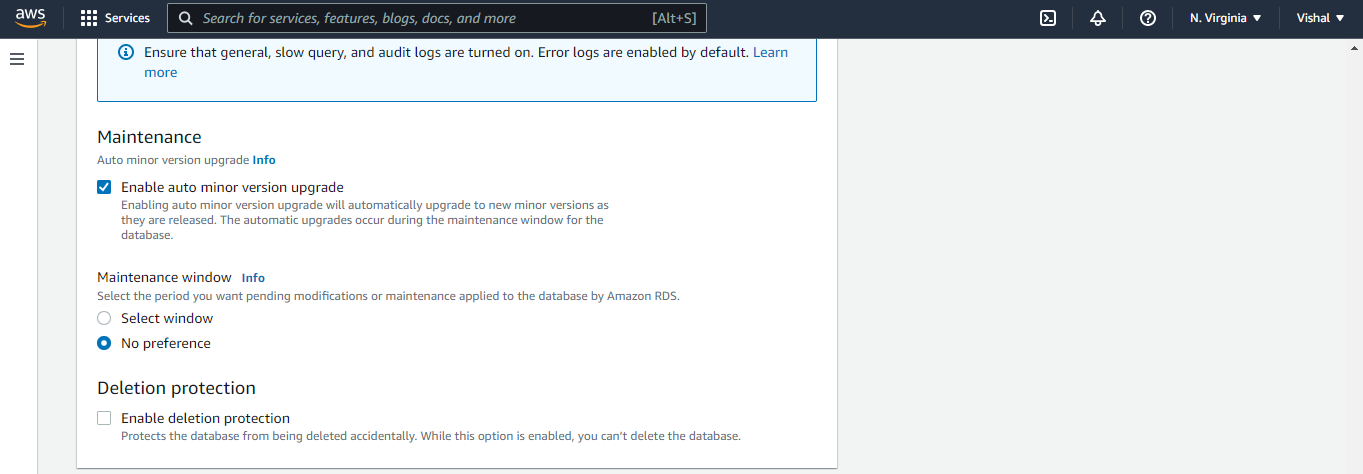 aws
Services
Search for services, features, blogs, docs, and more
[Alt+S]
N. Virginia
Vishal
Ensure that general, slow query, and audit logs are turned on. Error logs are enabled by default. Learn
more
Maintenance
Auto minor version upgrade Info
Enable auto minor version upgrade
Enabling auto minor version upgrade will automatically upgrade to new minor versions as
they are released. The automatic upgrades occur during the maintenance window for the
database.
Maintenance window Info
Select the period you want pending modifications or maintenance applied to the database by Amazon RDS.
Select window
No preference
Deletion protection
Enable deletion protection
Protects the database from being deleted accidentally. While this option is enabled, you can't delete the database.